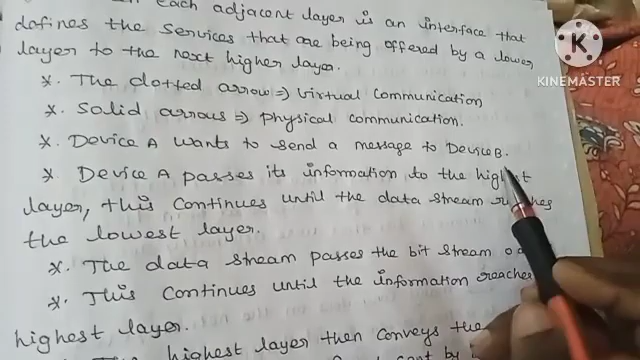 each adjacent layer is an interface that
defines the services that are being offered by a lower
layer to the next higher layer.
*. The dotted arrow => virtual communication
*. Solid arrows => physical communication.
*. Device A wants to send a message to Device B.
*. Device A passes its information to the highest
layer, this continues until the data stream reaches
the lowest layer.
*. The data stream passes the bit stream
*. This continues until the information reaches
highest layer.
highest layer then conveys the
KINEMASTER